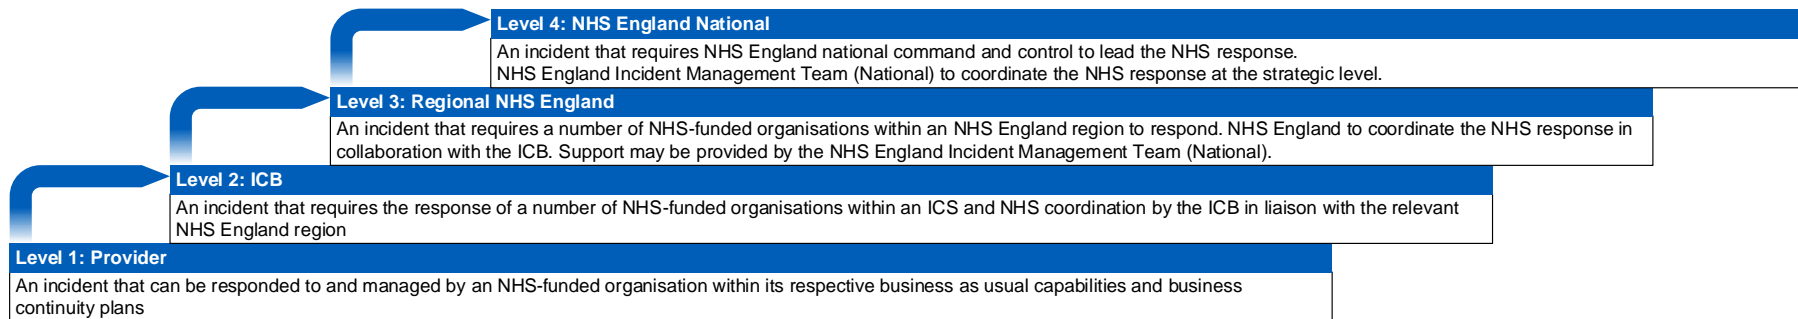 Level 4: NHS England National
An incident that requires NHS England national command and control to lead the NHS response.
NHS England Incident Management Team (National) to coordinate the NHS response at the strategic level.
Level 3: Regional NHS England
An incident that requires a number of NHS-funded organisations within an NHS England region to respond. NHS England to coordinate the NHS response in
collaboration with the ICB. Support may be provided by the NHS England Incident Management Team (National).
Level 2: ICB
An incident that requires the response of a number of NHS-funded organisations within an ICS and NHS coordination by the ICB in liaison with the relevant
NHS England region
Level 1: Provider
An incident that can be responded to and managed by an NHS-funded organisation within its respective business as usual capabilities and business
continuity plans